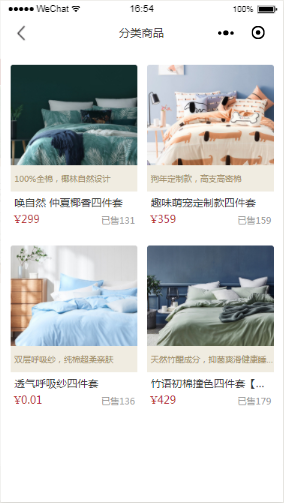 WeChat 16:54 100%
分类商品
100%全棉，椰林自然设计
狗年定制款，高支高密棉
唤自然 仲夏椰香四件套
趣味萌宠定制款四件套
¥299 已售131
¥359 已售159
双层呼吸纱，纯棉超美亲肤
天然竹酿成分，抑菌爽滑健康睡...
透气呼吸纱四件套
竹语初棉撞色四件套【...
¥0.01 已售136
¥429 已售179